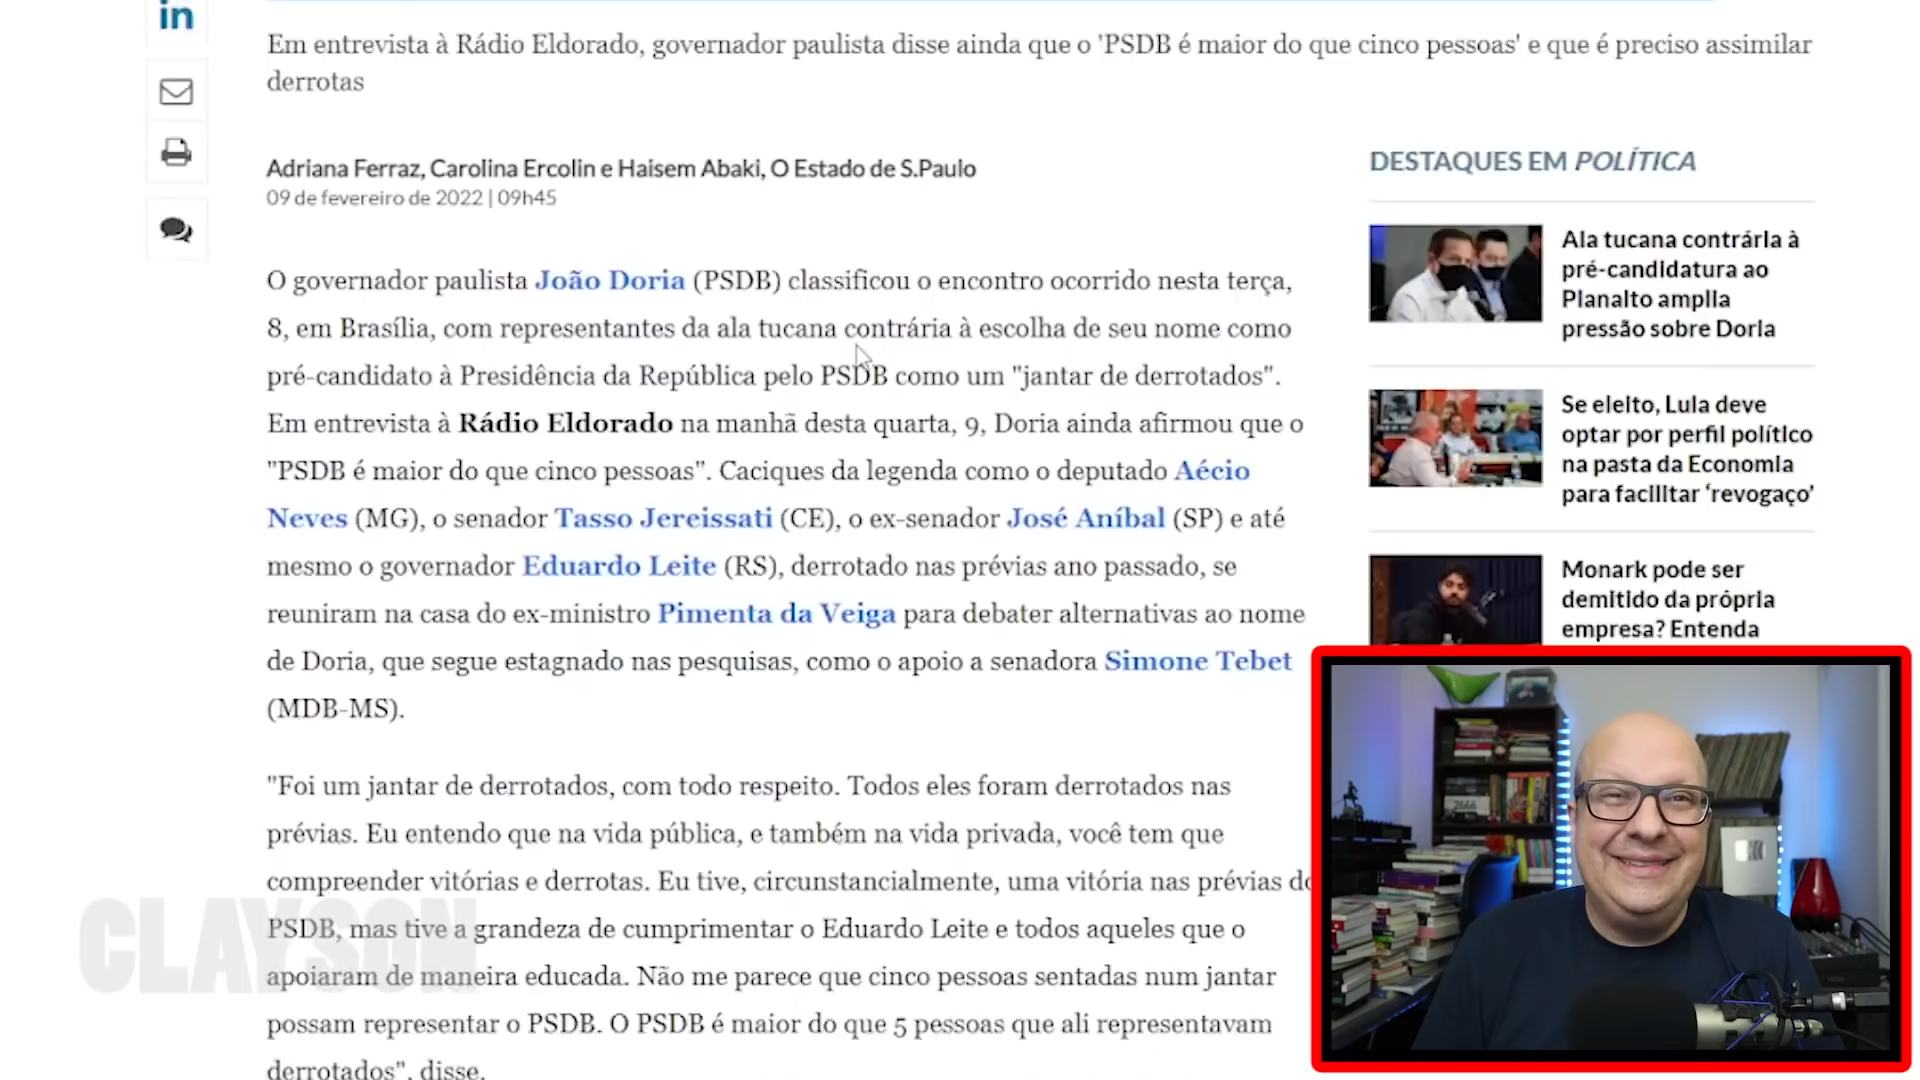 in
Em entrevista à Rádio Eldorado, governador paulista disse ainda que o 'PSDB é maior do que cinco pessoas' e que é preciso assimilar
derrotas
Adriana Ferraz, Carolina Ercolin e Haisem Abaki, O Estado de S.Paulo
09 de fevereiro de 2022 | 09h45
O governador paulista João Doria (PSDB) classificou o encontro ocorrido nesta terça,
8, em Brasília, com representantes da ala tucana contrária à escolha de seu nome como
pré-candidato à Presidência da República pelo PSDB como um "jantar de derrotados".
Em entrevista à Rádio Eldorado na manhã desta quarta, 9, Doria ainda afirmou que o
"PSDB é maior do que cinco pessoas". Caciques da legenda como o deputado Aécio
Neves (MG), o senador Tasso Jereissati (CE), o ex-senador José Aníbal (SP) e até
mesmo o governador Eduardo Leite (RS), derrotado nas prévias ano passado, se
reuniram na casa do ex-ministro Pimenta da Veiga para debater alternativas ao nome
de Doria, que segue estagnado nas pesquisas, como o apoio a senadora Simone Tebet
(MDB-MS).
"Foi um jantar de derrotados, com todo respeito. Todos eles foram derrotados nas
prévias. Eu entendo que na vida pública, e também na vida privada, você tem que
compreender vitórias e derrotas. Eu tive, circunstancialmente, uma vitória nas prévias do
PSDB, mas tive a grandeza de cumprimentar o Eduardo Leite e todos aqueles que o
apoiaram de maneira educada. Não me parece que cinco pessoas sentadas num jantar
possam representar o PSDB. O PSDB é maior do que 5 pessoas que ali representavam
derrotados", disse.
DESTAQUES EM POLÍTICA
Ala tucana contrária à
pré-candidatura ao
Planalto amplia
pressão sobre Doria
Se eleito, Lula deve
optar por perfil político
na pasta da Economia
para facilitar 'revogaço'
Monark pode ser
demitido da própria
empresa? Entenda
CLAYSON